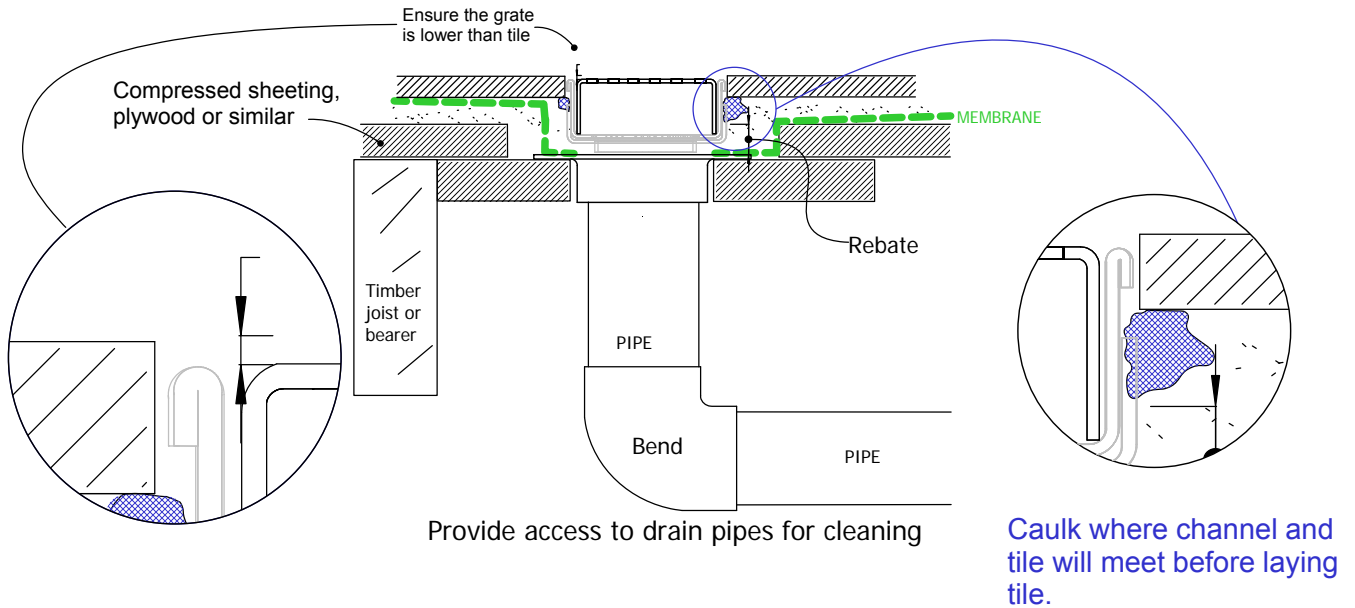 Ensure the grate
is lower than tile
Compressed sheeting,
plywood or similar
MEMBRANE
Rebate
Timber
joist or
bearer
PIPE
Bend
PIPE
Provide access to drain pipes for cleaning
Caulk where channel and
tile will meet before laying
tile.